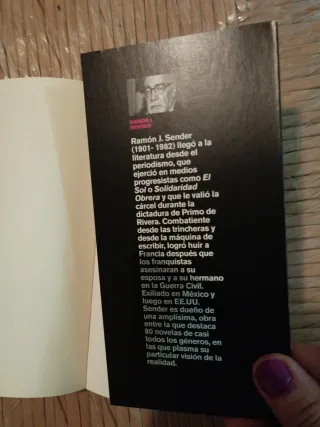 RAMÓN J.
SENDER
Ramón J. Sender
(1901- 1982) llegó a la
literatura desde el
periodismo, que
ejerció en medios
progresistas como El
Sol o Solidaridad
Obrera y que le valió la
cárcel durante la
dictadura de Primo de
Rivera. Combatiente
desde las trincheras y
desde la máquina de
escribir, logró huir a
Francia después que
los franquistas
asesinaran a su
esposa y a su hermano
en la Guerra Civil.
Exiliado en México y
luego en EE.UU.
Sender es dueño de
una amplísima, obra
entre la que destaca
80 novelas de casi
todos los géneros, en
las que plasma su
particular visión de la
realidad.